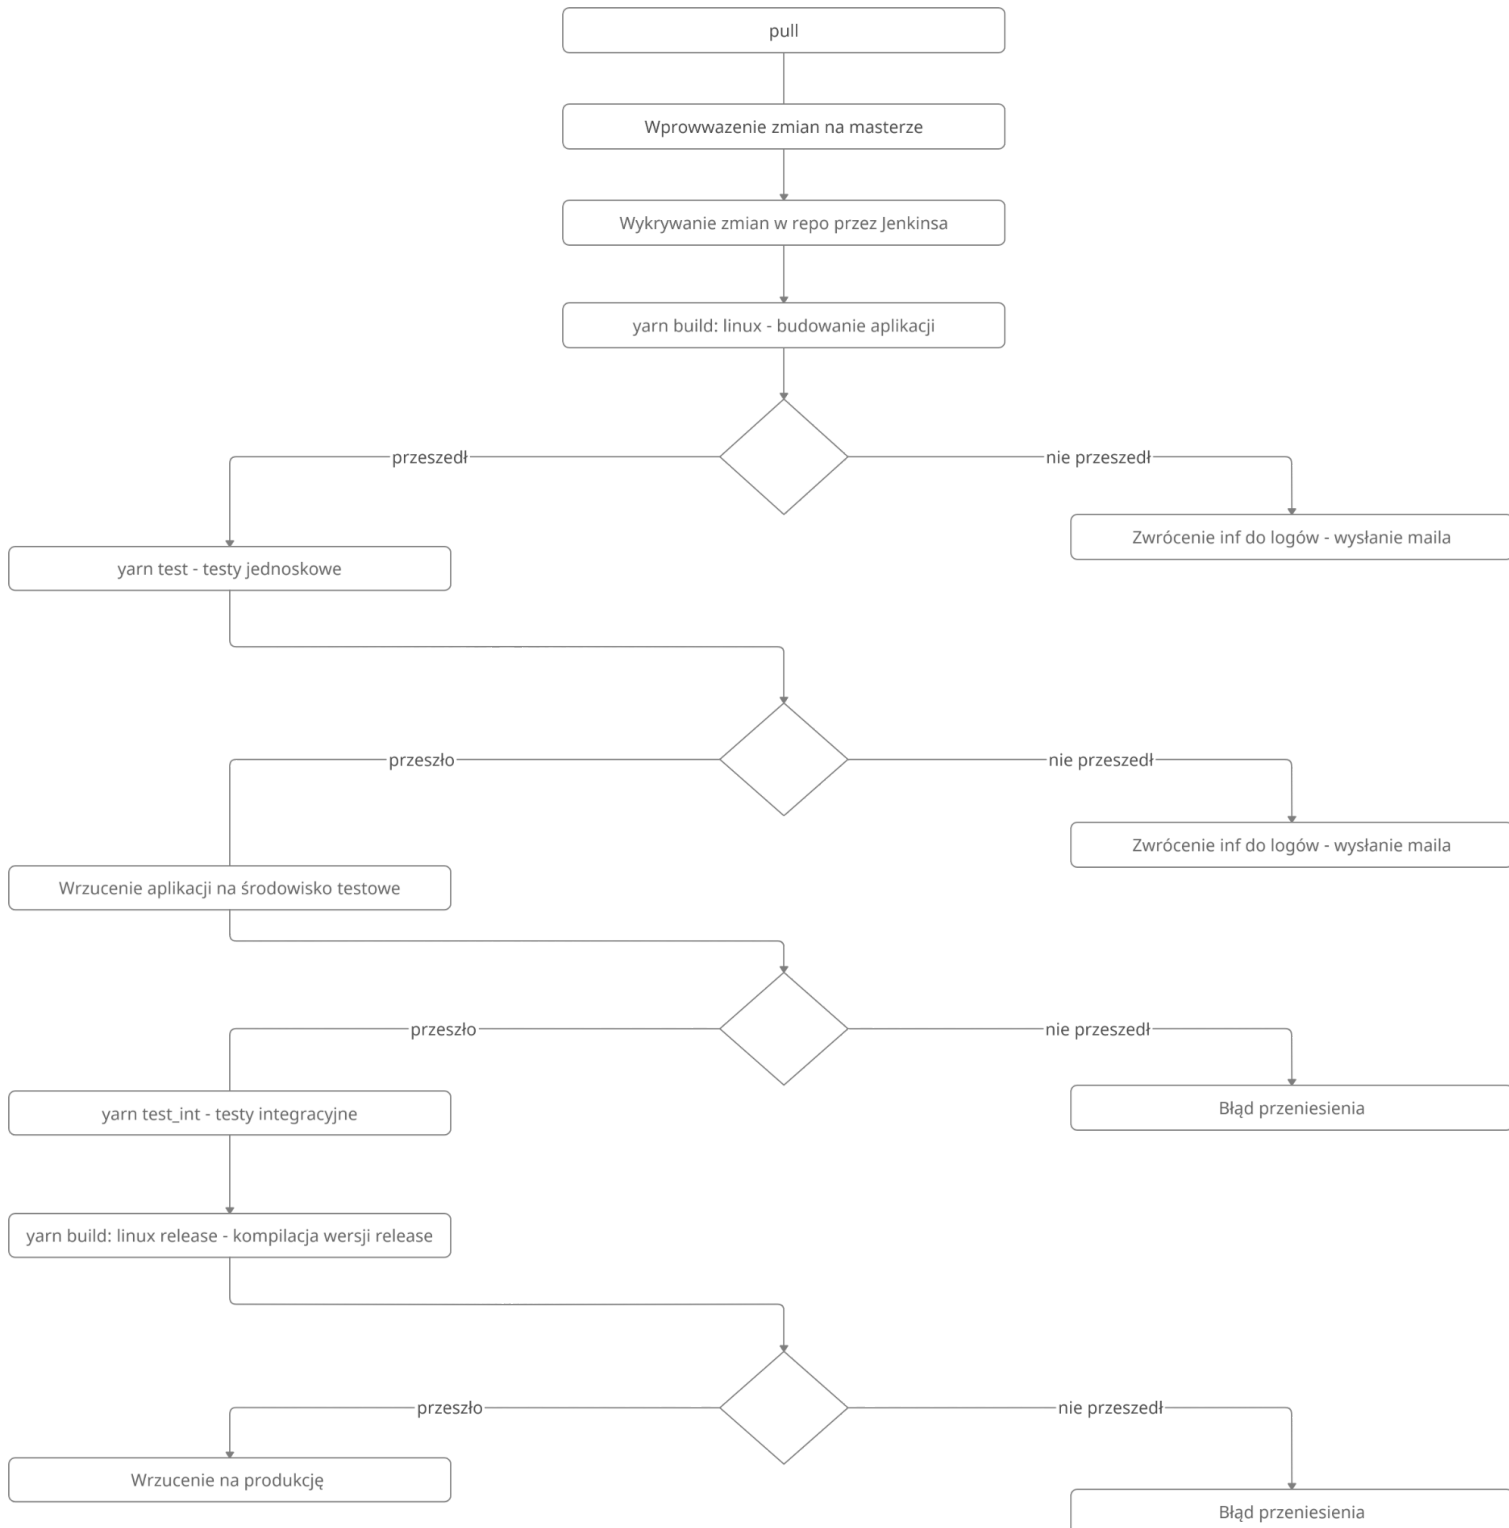 pull
Wprowwazenie zmian na masterze
Wykrywanie zmian w repo przez Jenkinsa
yarn build: linux - budowanie aplikacji
przeszedł
nie przeszedł
Zwrócenie inf do logów - wysłanie maila
yarn test - testy jednoskowe
przeszło
nie przeszedł
Zwrócenie inf do logów - wysłanie maila
Wrzucenie aplikacji na środowisko testowe
przeszło
nie przeszedł
Błąd przeniesienia
yarn test_int - testy integracyjne
yarn build: linux release - kompilacja wersji release
przeszło
nie przeszedł
Wrzucenie na produkcję
Błąd przeniesienia